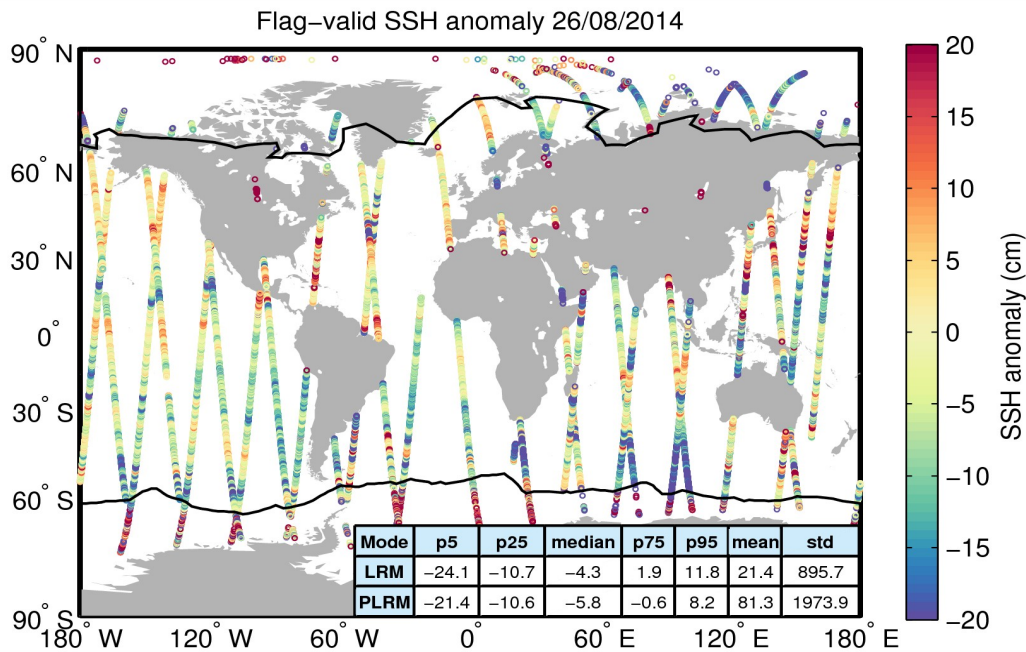 Flag−valid SSH anomaly 26/08/2014
90° N
60° N
30° N
0°
30° S
60° S
90° S
180° W
120° W
60° W
0°
60° E
120° E
180° E
Mode p5 p25 median p75 p95 mean std
LRM −24.1 −10.7 −4.3 1.9 11.8 21.4 895.7
PLRM −21.4 −10.6 −5.8 −0.6 8.2 81.3 1973.9
20
15
10
5
0
−5
−10
−15
−20
SSH anomaly (cm)